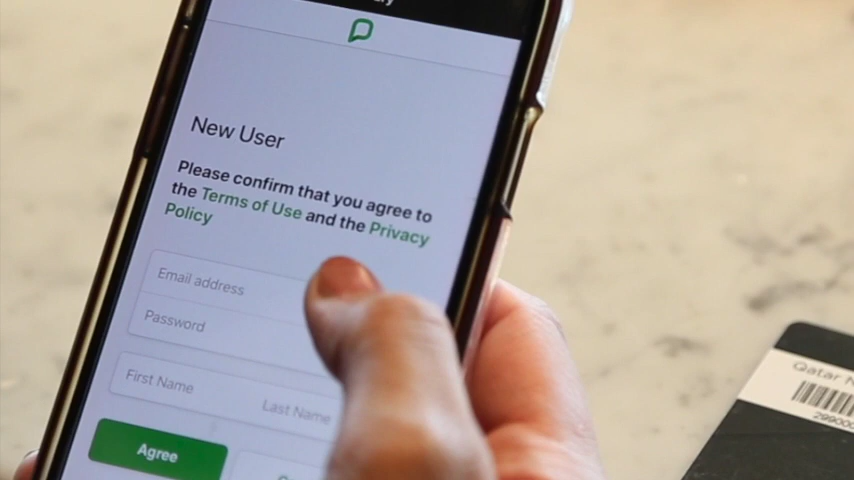 New User
Please confirm that you agree to
the Terms of Use and the Privacy
Policy
Email address
Password
First Name
Last Name
Agree
Qatar